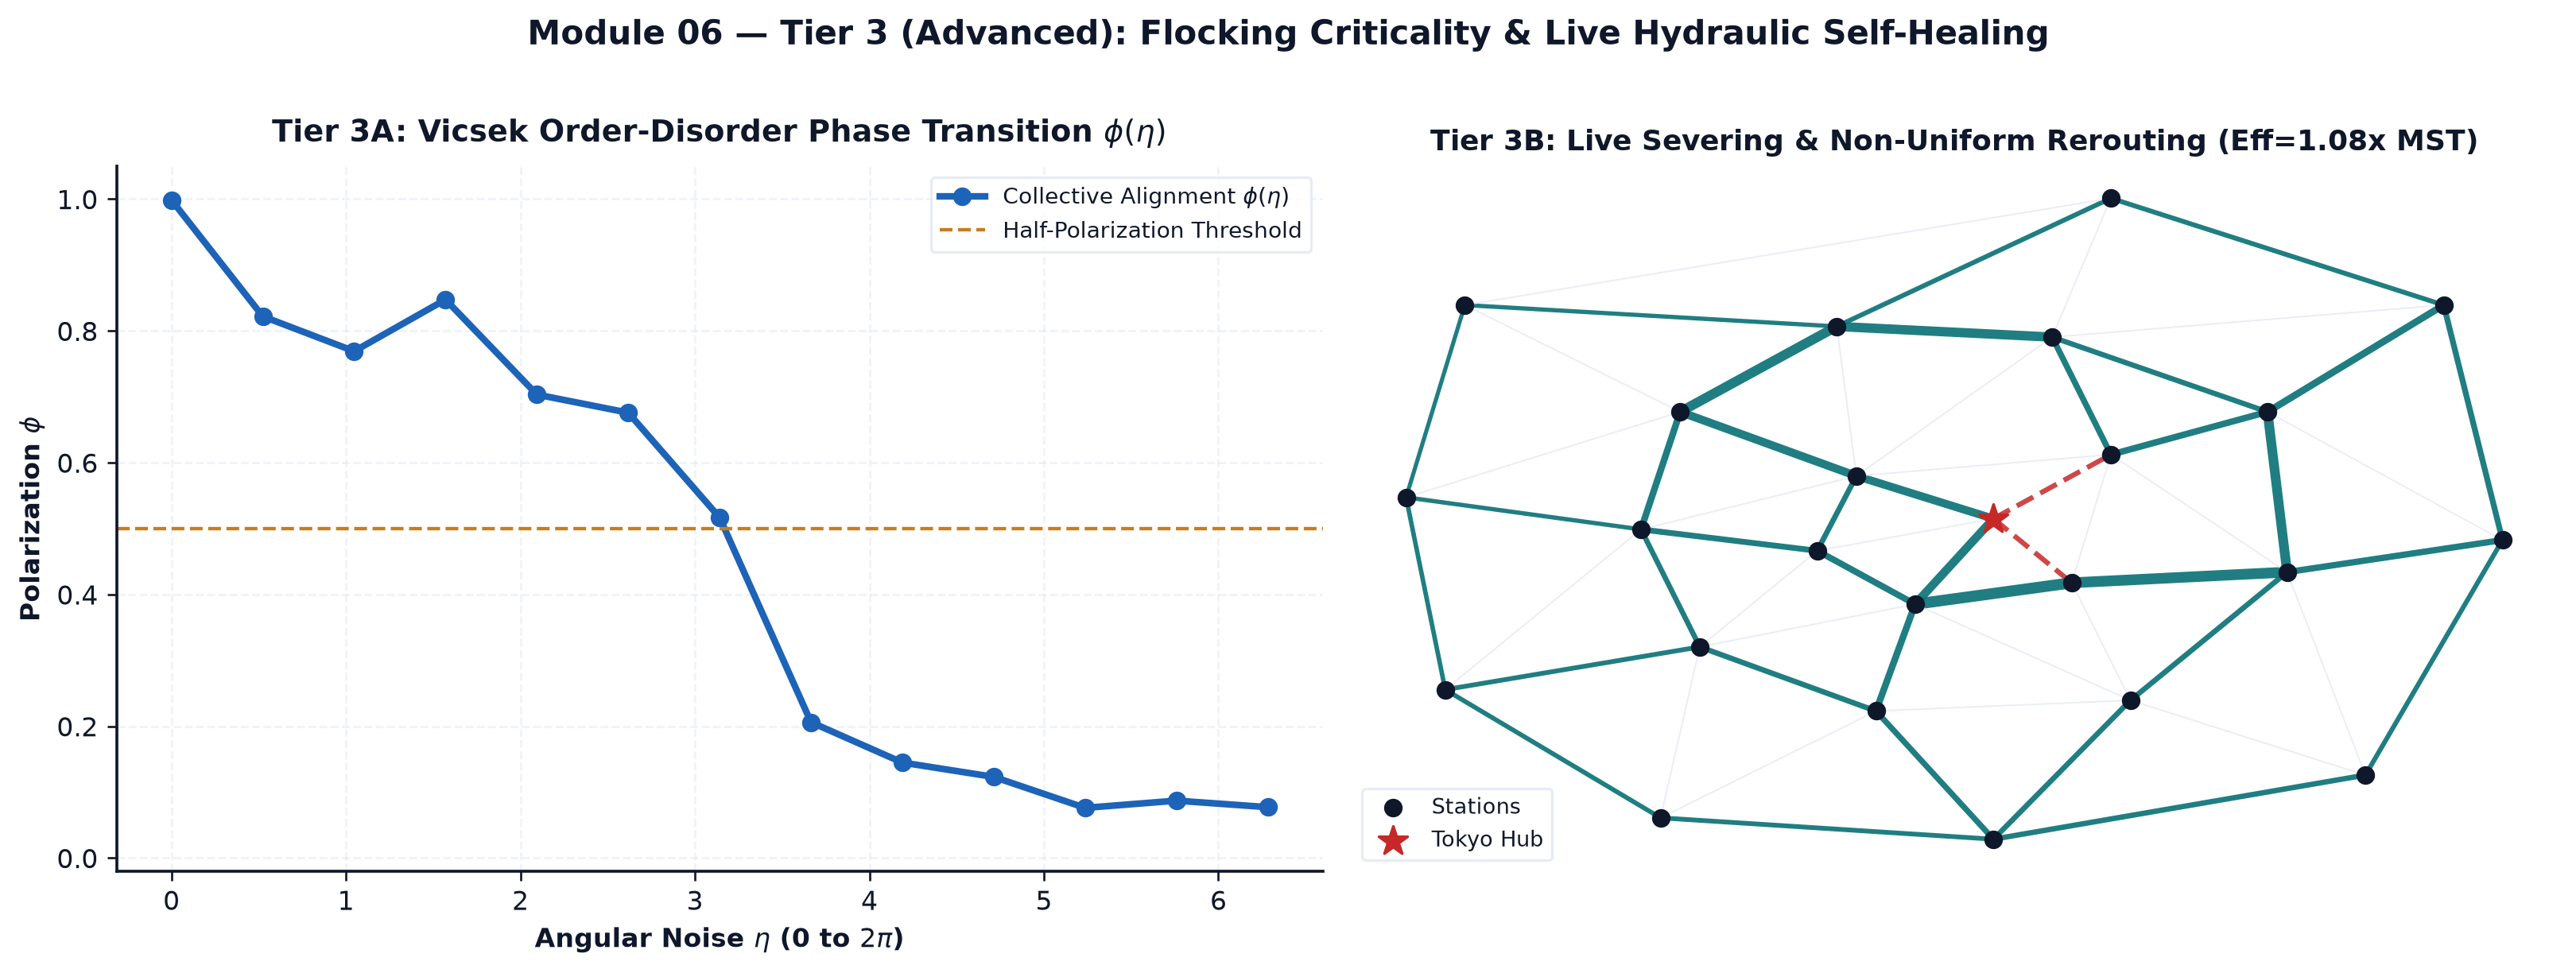 Module 06 — Tier 3 (Advanced): Flocking Criticality & Live Hydraulic Self-Healing
Tier 3A: Vicsek Order-Disorder Phase Transition ϕ(η)
Collective Alignment ϕ(η)
Half-Polarization Threshold
Polarization ϕ
1.0
0.8
0.6
0.4
0.2
0.0
0
1
2
3
4
5
6
Angular Noise η (0 to 2π)
Tier 3B: Live Severing & Non-Uniform Rerouting (Eff=1.08x MST)
Stations
Tokyo Hub